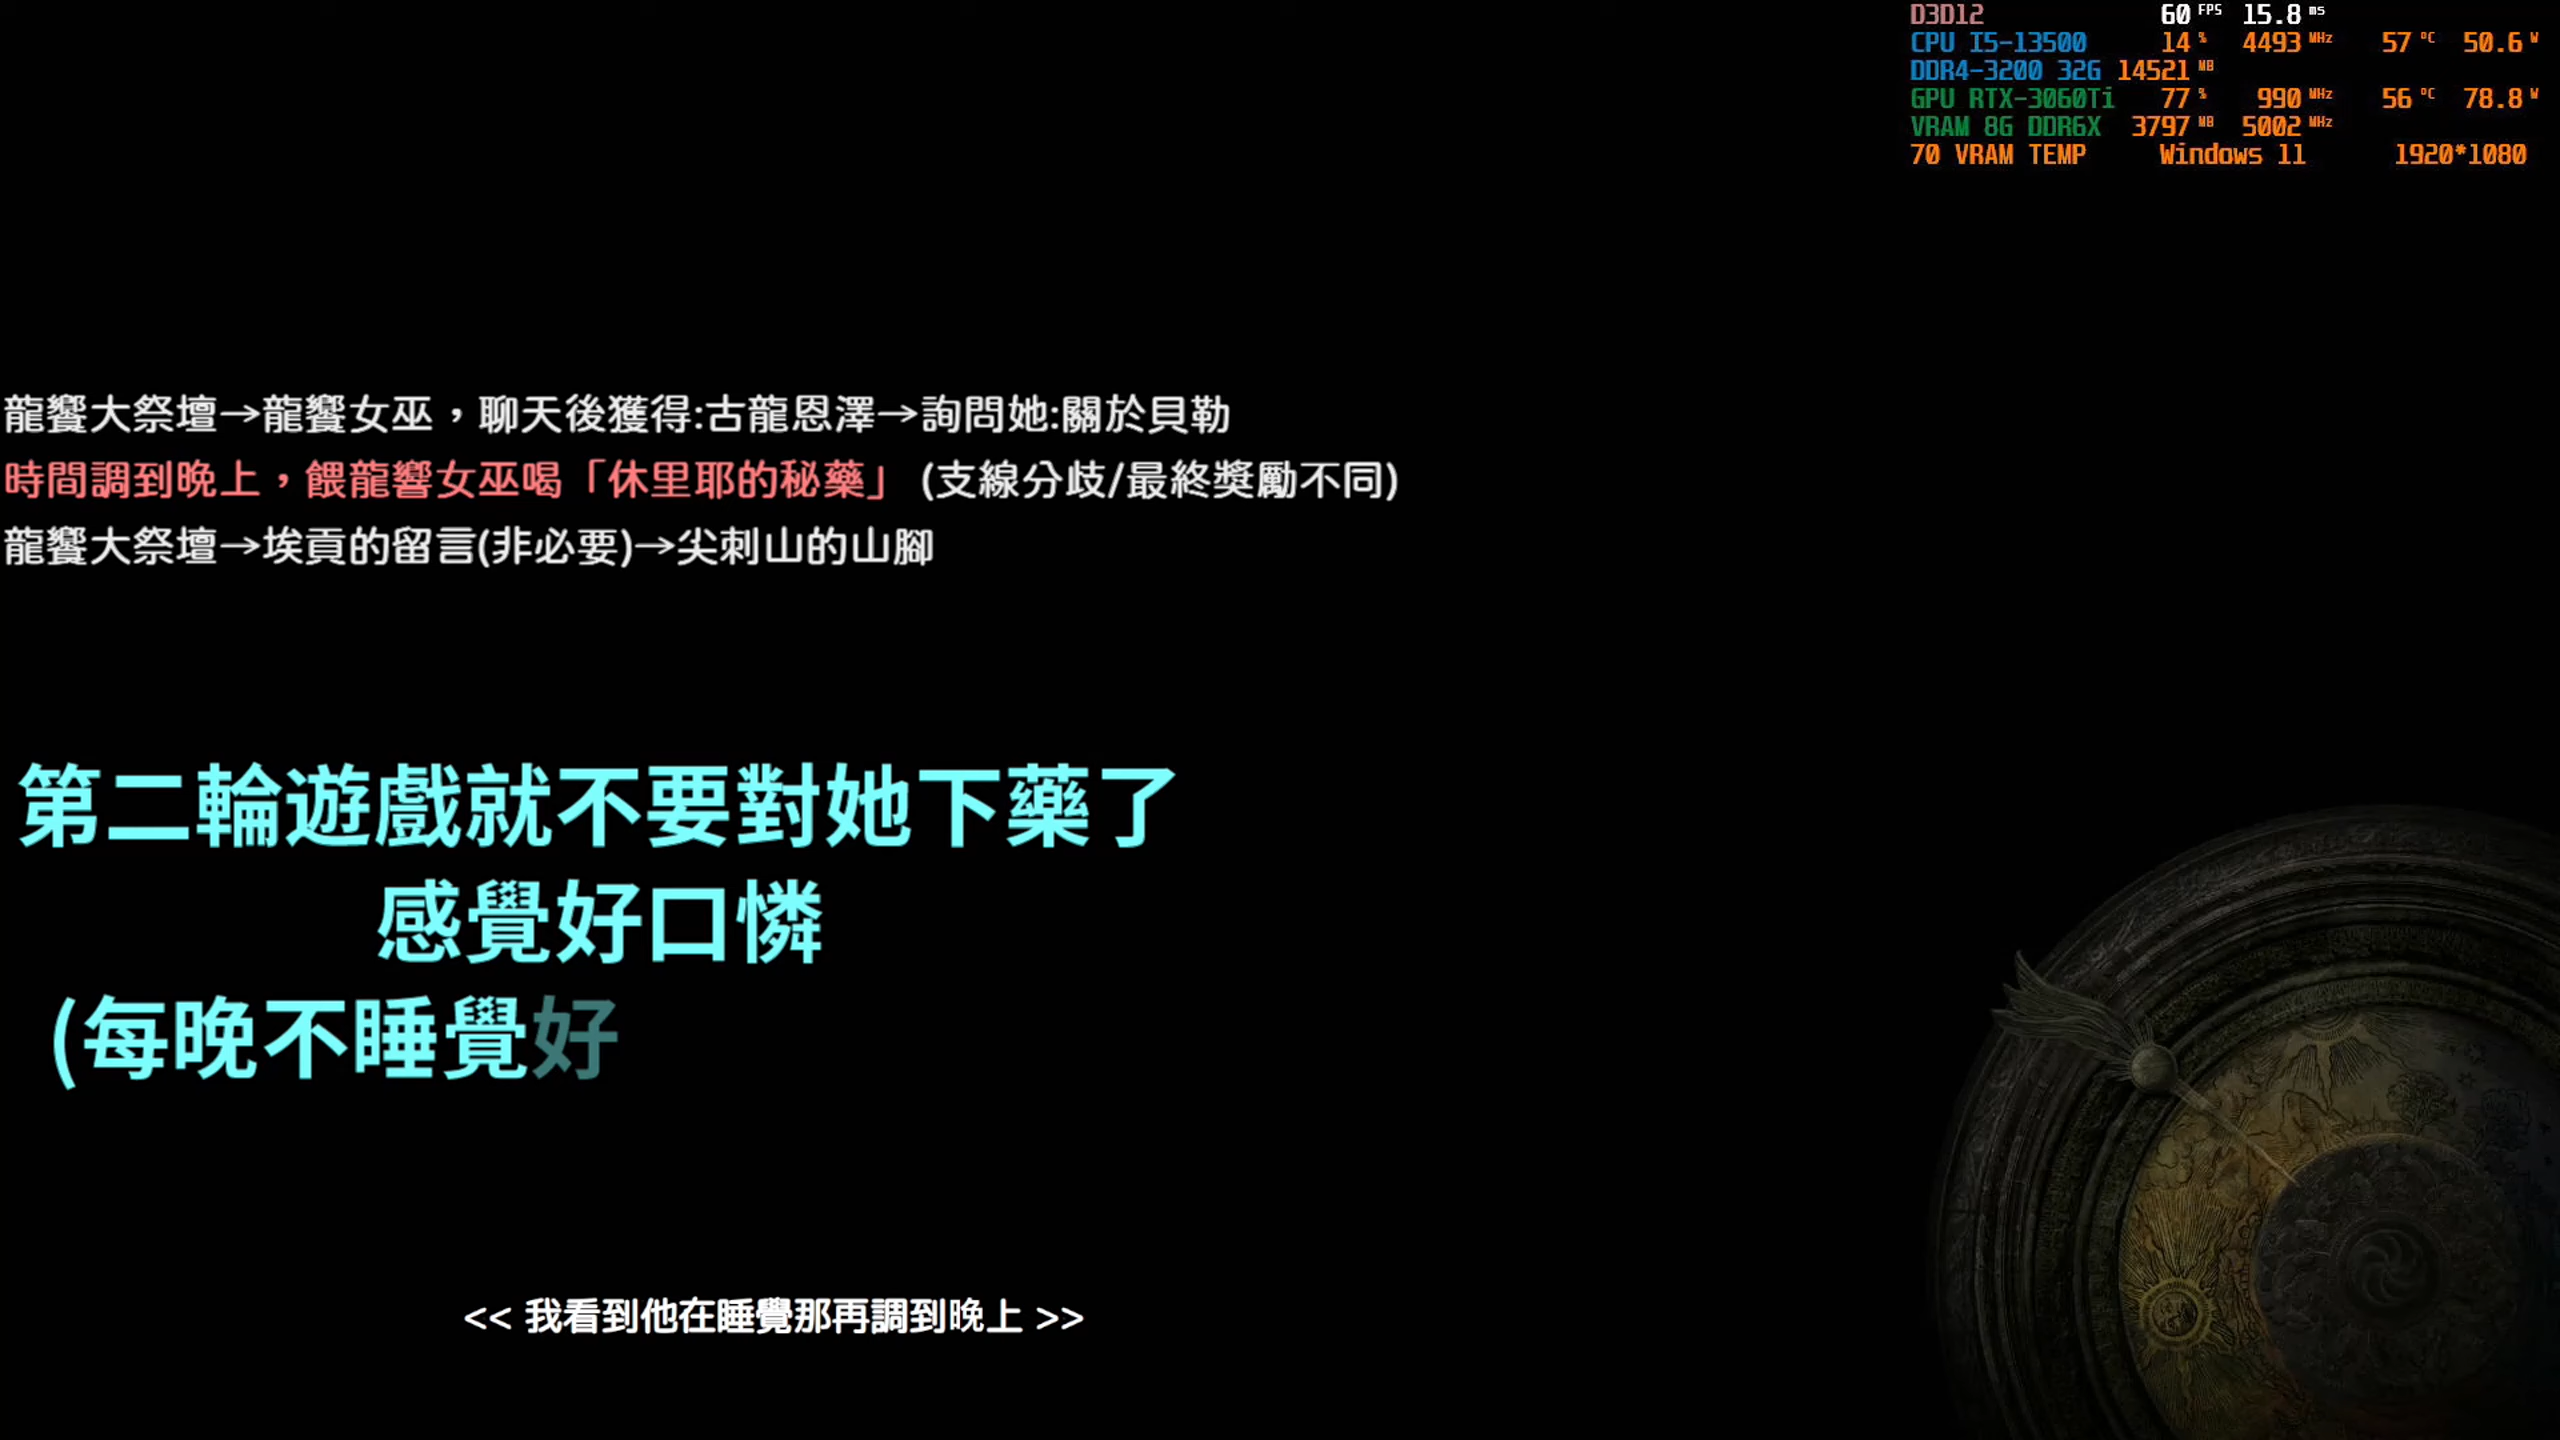 D3D12 60 FPS 15.8 ms
CPU I5-13500 14 % 4493 MHz 57 °C 50.6 W
DDR4-3200 32G 14521 MB
GPU RTX-3060Ti 77 % 990 MHz 56 °C 78.8 W
VRAM 8G DDR6X 3797 MB 5002 MHz
70 VRAM TEMP Windows 11 1920*1080
龍饗大祭壇→龍饗女巫，聊天後獲得:古龍恩澤→詢問她:關於貝勒
時間調到晚上，餵龍響女巫喝「休里耶的秘藥」 (支線分歧/最終獎勵不同)
龍饗大祭壇→埃貢的留言(非必要)→尖刺山的山腳
第二輪遊戲就不要對她下藥了
感覺好口憐
(每晚不睡覺好
<< 我看到他在睡覺那再調到晚上 >>